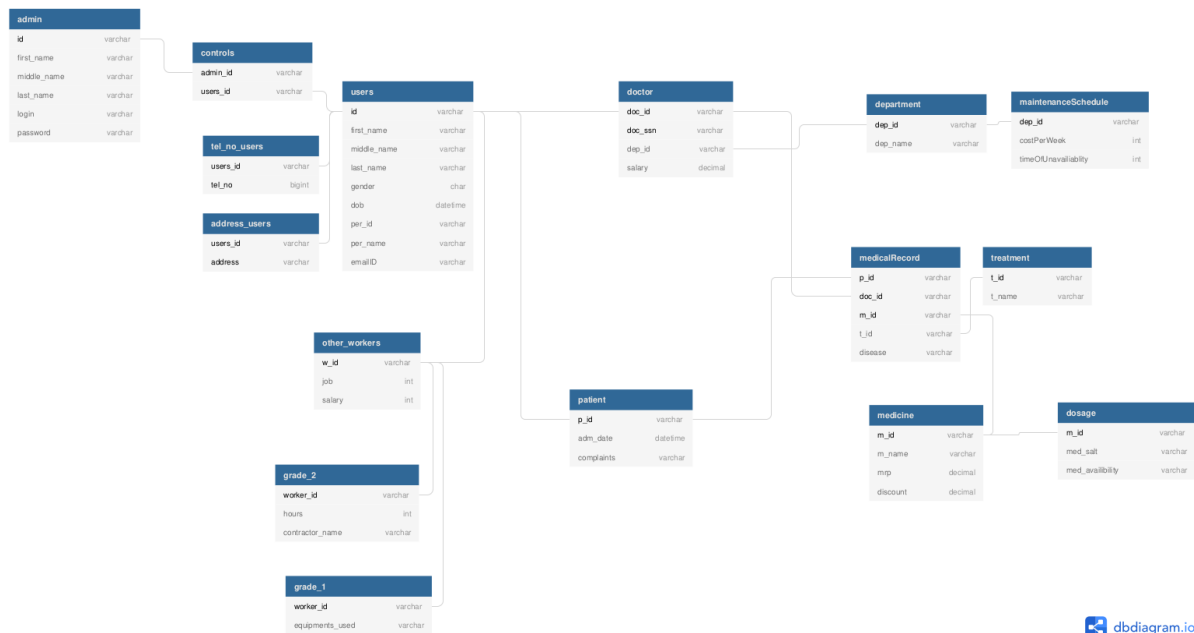 admin
id varchar
first_name varchar
middle_name varchar
last_name varchar
login varchar
password varchar
controls
admin_id varchar
users_id varchar
tel_no_users
users_id varchar
tel_no bigint
address_users
users_id varchar
address varchar
users
id varchar
first_name varchar
middle_name varchar
last_name varchar
gender char
dob datetime
per_id varchar
per_name varchar
emailID varchar
doctor
doc_id varchar
doc_ssn varchar
dep_id varchar
salary decimal
department
dep_id varchar
dep_name varchar
maintenanceSchedule
dep_id varchar
costPerWeek int
timeOfUnavailiablity int
medicalRecord
p_id varchar
doc_id varchar
m_id varchar
t_id varchar
disease varchar
treatment
t_id varchar
t_name varchar
other_workers
w_id varchar
job int
salary int
patient
p_id varchar
adm_date datetime
complaints varchar
medicine
m_id varchar
m_name varchar
mrp decimal
discount decimal
dosage
m_id varchar
med_salt varchar
med_availibility varchar
grade_2
worker_id varchar
hours int
contractor_name varchar
grade_1
worker_id varchar
equipments_used varchar
dbdiagram.io